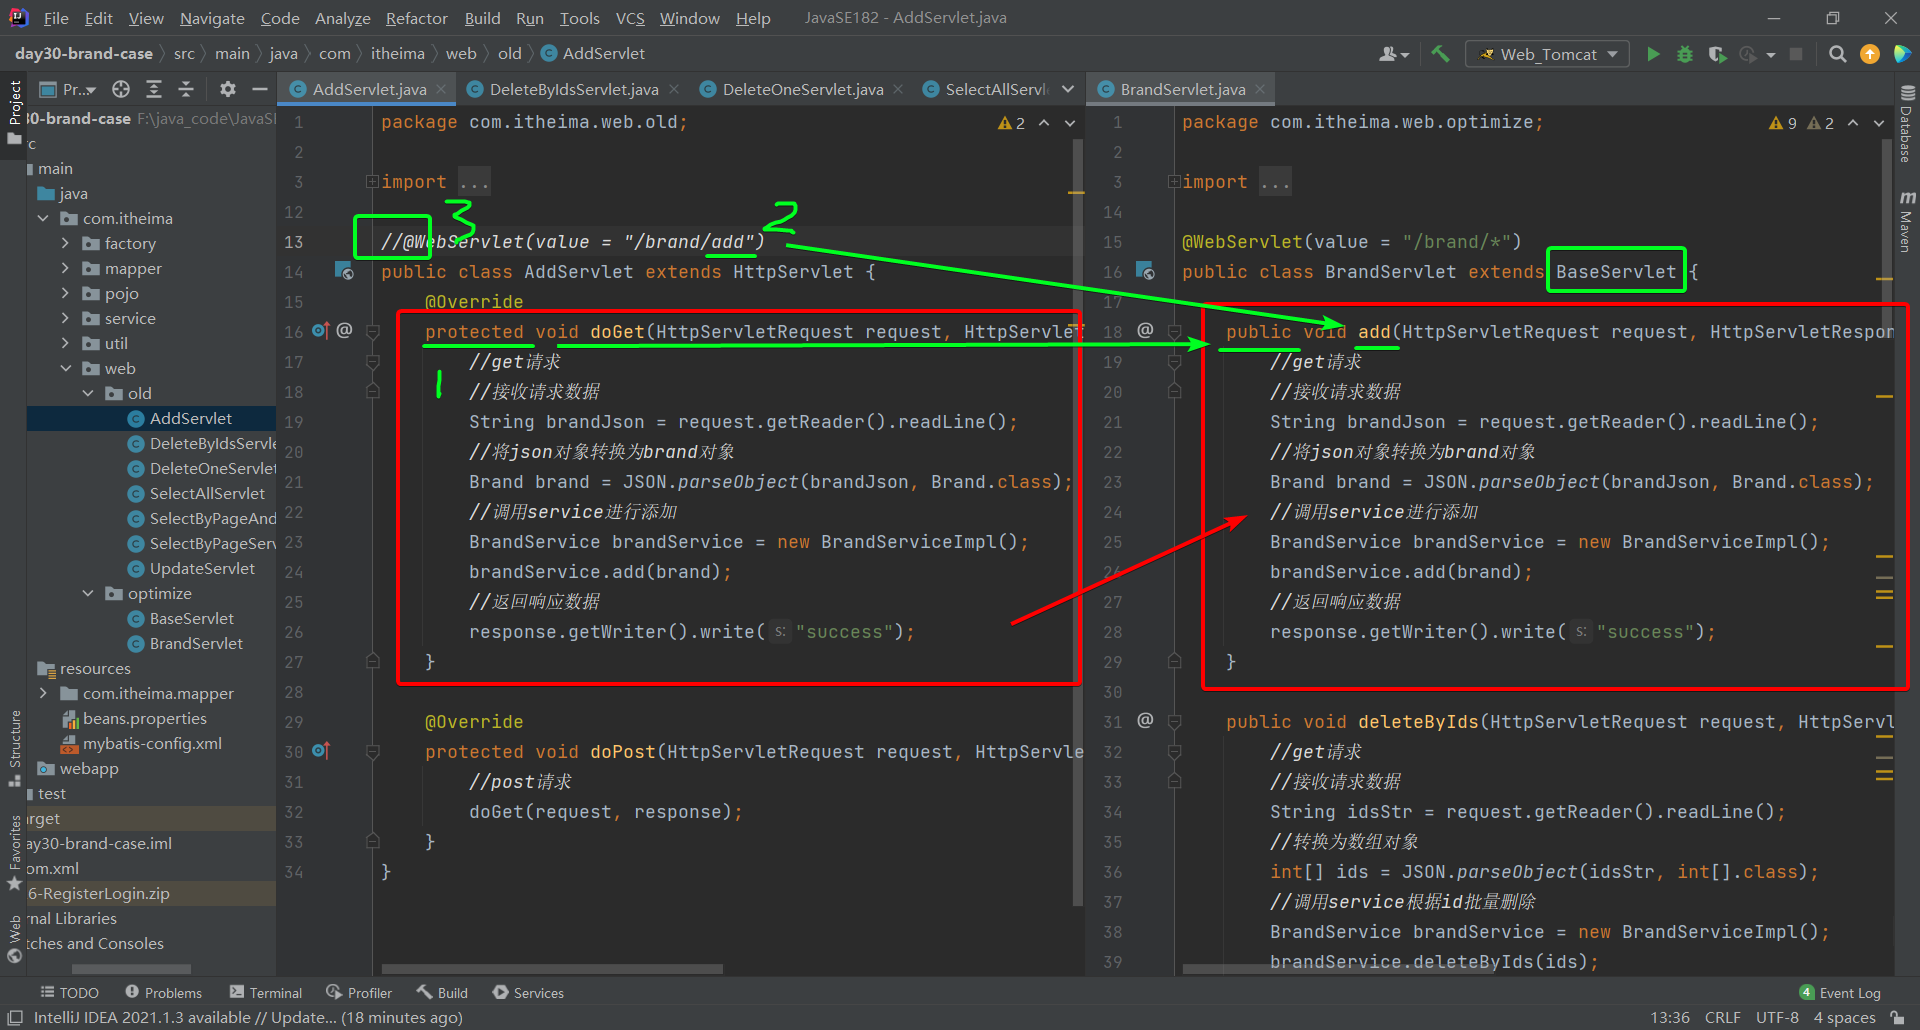 File Edit View Navigate Code Analyze Refactor Build Run Tools VCS Window Help JavaSE182 - AddServlet.java
day30-brand-case src main java com itheima web old AddServlet
Web_Tomcat
Project
Pr...
AddServlet.java
DeleteByIdsServlet.java
DeleteOneServlet.java
SelectAllServl
BrandServlet.java
30-brand-case F:\java_code\JavaSE
rc
main
java
com.itheima
factory
mapper
pojo
service
util
web
old
AddServlet
DeleteByIdsServle
DeleteOneServlet
SelectAllServlet
SelectByPageAnd
SelectByPageServ
UpdateServlet
optimize
BaseServlet
BrandServlet
resources
com.itheima.mapper
beans.properties
mybatis-config.xml
webapp
test
arget
ay30-brand-case.iml
om.xml
6-RegisterLogin.zip
rnal Libraries
tches and Consoles
Structure
Favorites
Web
1 package com.itheima.web.old;
2
2
3 import ...
12
3
2
13 //@WebServlet(value = "/brand/add")
14 public class AddServlet extends HttpServlet {
15 @Override
16 @ protected void doGet(HttpServletRequest request, HttpServlet
17 //get请求
1
18 //接收请求数据
19 String brandJson = request.getReader().readLine();
20 //将json对象转换为brand对象
21 Brand brand = JSON.parseObject(brandJson, Brand.class);
22 //调用service进行添加
23 BrandService brandService = new BrandServiceImpl();
24 brandService.add(brand);
25 //返回响应数据
26 response.getWriter().write( s: "success");
27 }
28
29 @Override
30 protected void doPost(HttpServletRequest request, HttpServle
31 //post请求
32 doGet(request, response);
33 }
34 }
1 package com.itheima.web.optimize;
9 2
2
3 import ...
14
15 @WebServlet(value = "/brand/*")
16 public class BrandServlet extends BaseServlet {
17
18 @ public void add(HttpServletRequest request, HttpServletRespon
19 //get请求
20 //接收请求数据
21 String brandJson = request.getReader().readLine();
22 //将json对象转换为brand对象
23 Brand brand = JSON.parseObject(brandJson, Brand.class);
24 //调用service进行添加
25 BrandService brandService = new BrandServiceImpl();
26 brandService.add(brand);
27 //返回响应数据
28 response.getWriter().write( s: "success");
29 }
30
31 @ public void deleteByIds(HttpServletRequest request, HttpServl
32 //get请求
33 //接收请求数据
34 String idsStr = request.getReader().readLine();
35 //转换为数组对象
36 int[] ids = JSON.parseObject(idsStr, int[].class);
37 //调用service根据id批量删除
38 BrandService brandService = new BrandServiceImpl();
39 brandService.deleteByIds(ids);
Database
m Maven
TODO Problems Terminal Profiler Build Services 4 Event Log
IntelliJ IDEA 2021.1.3 available // Update... (18 minutes ago) 13:36 CRLF UTF-8 4 spaces